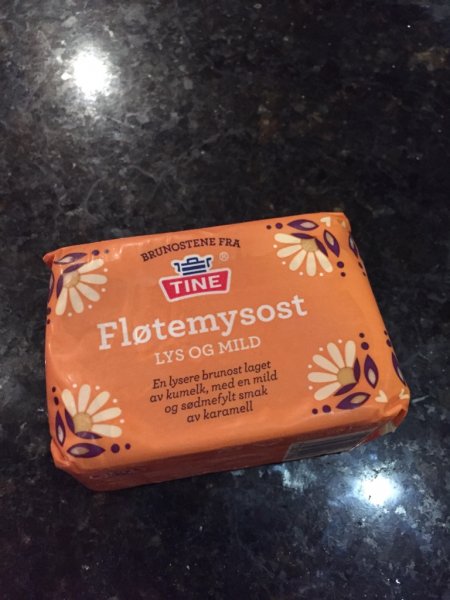 BRUNOSTENE FRA
TINE®
Fløtemysost
LYS OG MILD
En lysere brunost laget
av kumelk, med en mild
og sødmefylt smak
av karamell